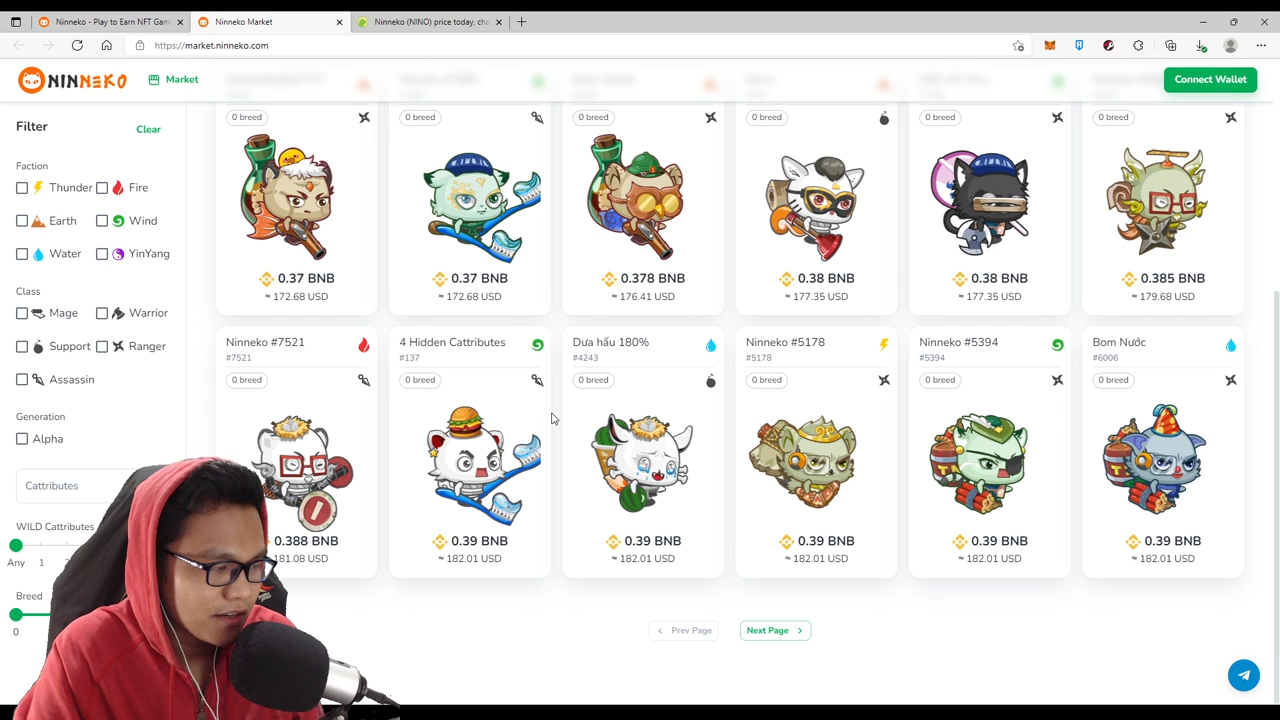 Ninneko - Play to Earn NFT Gam
Ninneko Market
Ninneko (NINO) price today, cha
https://market.ninneko.com
NINNEKO
Market
Connect Wallet
Filter
Clear
Faction
Thunder
Fire
Earth
Wind
Water
YinYang
Class
Mage
Warrior
Support
Ranger
Assassin
Generation
Alpha
Cattributes
WILD Cattributes
Any
1
Breed
0
0 breed
0.37 BNB
≈ 172.68 USD
0 breed
0.37 BNB
≈ 172.68 USD
0 breed
0.378 BNB
≈ 176.41 USD
0 breed
0.38 BNB
≈ 177.35 USD
0 breed
0.38 BNB
≈ 177.35 USD
0 breed
0.385 BNB
≈ 179.68 USD
Ninneko #7521
#7521
0 breed
0.388 BNB
181.08 USD
4 Hidden Cattributes
#137
0 breed
0.39 BNB
≈ 182.01 USD
Dưa hấu 180%
#4243
0 breed
0.39 BNB
≈ 182.01 USD
Ninneko #5178
#5178
0 breed
0.39 BNB
≈ 182.01 USD
Ninneko #5394
#5394
0 breed
0.39 BNB
≈ 182.01 USD
Bom Nước
#6006
0 breed
0.39 BNB
≈ 182.01 USD
Prev Page
Next Page